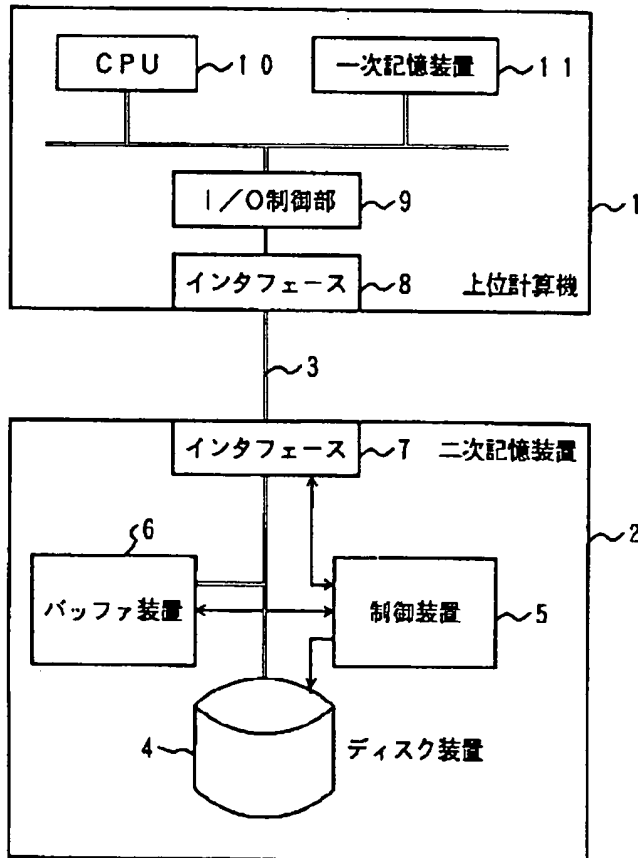 CPU
10
一次記憶装置
11
I/O制御部
9
1
インタフェース
8
上位計算機
3
インタフェース
7
二次記憶装置
6
2
バッファ装置
制御装置
5
4
ディスク装置